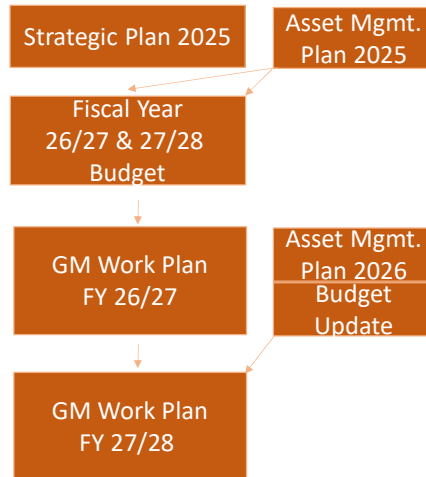 Strategic Plan 2025
Asset Mgmt.
Plan 2025
Fiscal Year
26/27 & 27/28
Budget
GM Work Plan
FY 26/27
Asset Mgmt.
Plan 2026
Budget
Update
GM Work Plan
FY 27/28